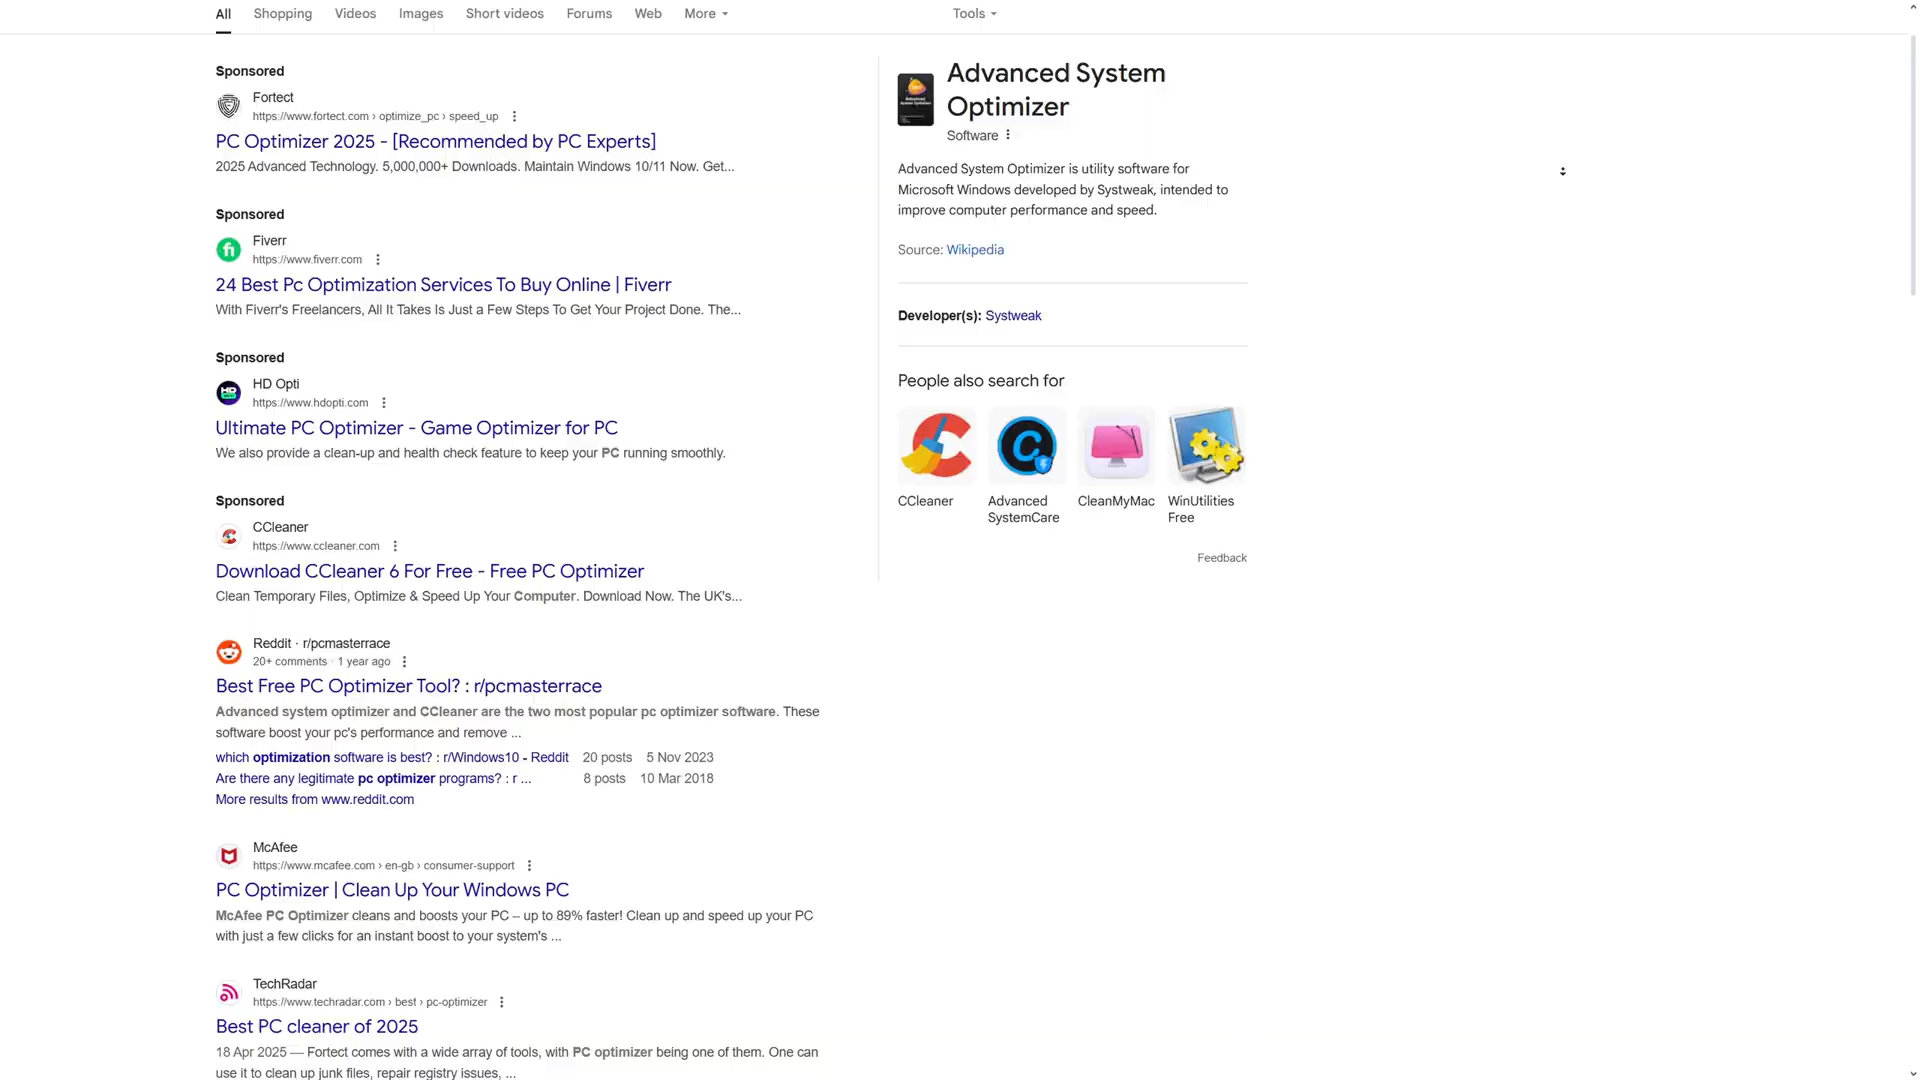 All Shopping Videos Images Short videos Forums Web More Tools
Sponsored
Fortect
https://www.fortect.com › optimize_pc › speed_up
PC Optimizer 2025 - [Recommended by PC Experts]
2025 Advanced Technology. 5,000,000+ Downloads. Maintain Windows 10/11 Now. Get...
Sponsored
Fiverr
https://www.fiverr.com
24 Best Pc Optimization Services To Buy Online | Fiverr
With Fiverr's Freelancers, All It Takes Is Just a Few Steps To Get Your Project Done. The...
Sponsored
HD Opti
https://www.hdopti.com
Ultimate PC Optimizer - Game Optimizer for PC
We also provide a clean-up and health check feature to keep your PC running smoothly.
Sponsored
CCleaner
https://www.ccleaner.com
Download CCleaner 6 For Free - Free PC Optimizer
Clean Temporary Files, Optimize & Speed Up Your Computer. Download Now. The UK's...
Reddit · r/pcmasterrace
20+ comments · 1 year ago
Best Free PC Optimizer Tool? : r/pcmasterrace
Advanced system optimizer and CCleaner are the two most popular pc optimizer software. These
software boost your pc's performance and remove ...
which optimization software is best? : r/Windows10 - Reddit 20 posts 5 Nov 2023
Are there any legitimate pc optimizer programs? : r ... 8 posts 10 Mar 2018
More results from www.reddit.com
McAfee
https://www.mcafee.com › en-gb › consumer-support
PC Optimizer | Clean Up Your Windows PC
McAfee PC Optimizer cleans and boosts your PC – up to 89% faster! Clean up and speed up your PC
with just a few clicks for an instant boost to your system's ...
TechRadar
https://www.techradar.com › best › pc-optimizer
Best PC cleaner of 2025
18 Apr 2025 — Fortect comes with a wide array of tools, with PC optimizer being one of them. One can
use it to clean up junk files, repair registry issues, ...
Advanced System
Optimizer
Software
Advanced System Optimizer is utility software for
Microsoft Windows developed by Systweak, intended to
improve computer performance and speed.
Source: Wikipedia
Developer(s): Systweak
People also search for
CCleaner Advanced CleanMyMac WinUtilities
SystemCare Free
Feedback